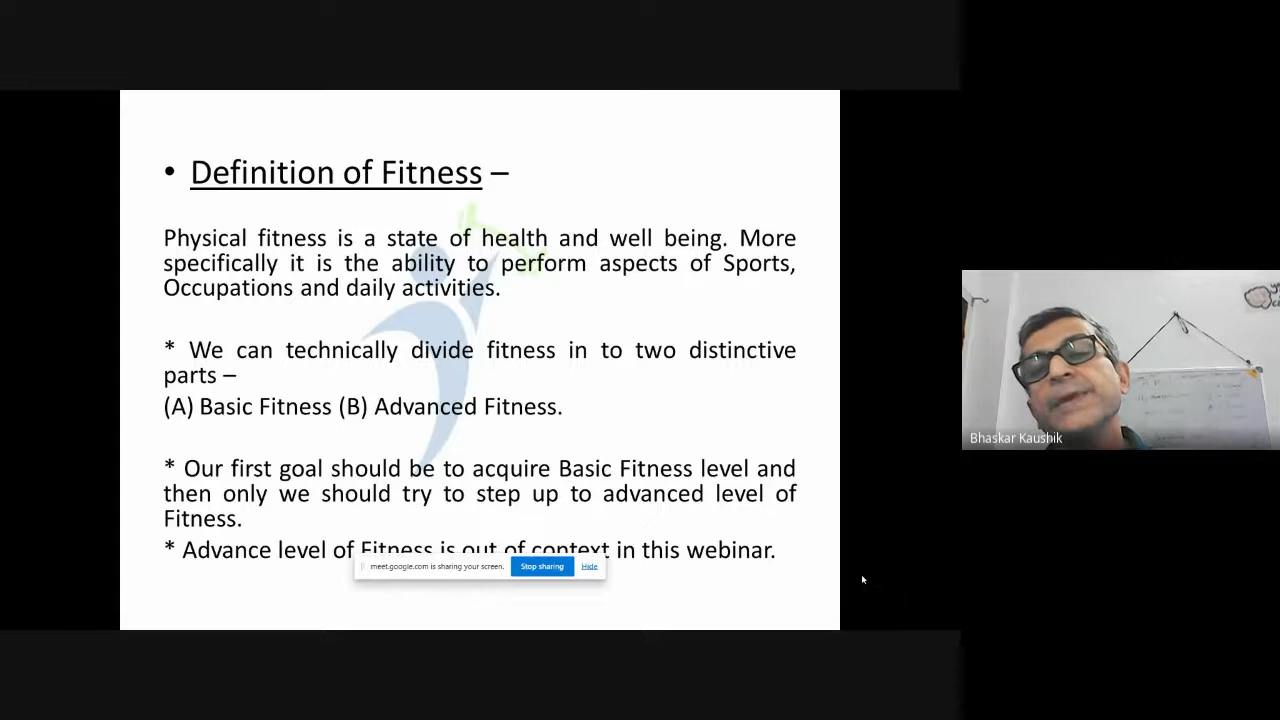 • Definition of Fitness –
Physical fitness is a state of health and well being. More
specifically it is the ability to perform aspects of Sports,
Occupations and daily activities.
* We can technically divide fitness in to two distinctive
parts –
(A) Basic Fitness (B) Advanced Fitness.
* Our first goal should be to acquire Basic Fitness level and
then only we should try to step up to advanced level of
Fitness.
* Advance level of Fitness is out of context in this webinar.
meet.google.com is sharing your screen. Stop sharing Hide
Bhaskar Kaushik